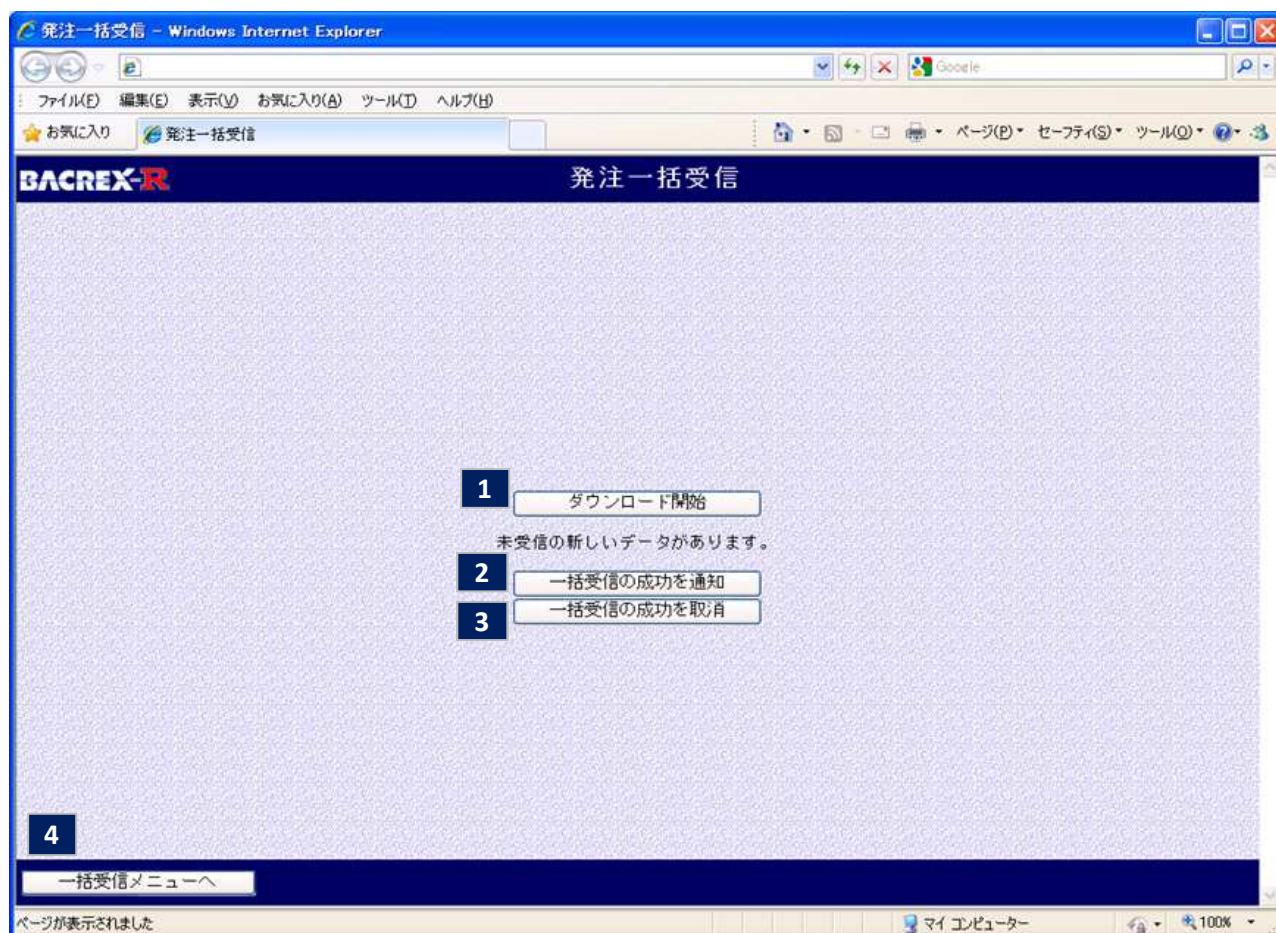 発注一括受信 - Windows Internet Explorer
Google
ファイル(F) 編集(E) 表示(V) お気に入り(A) ツール(T) ヘルプ(H)
お気に入り 発注一括受信 ページ(P) セーフティ(S) ツール(O)
BACREX-R 発注一括受信
1 ダウンロード開始
未受信の新しいデータがあります。
2 一括受信の成功を通知
3 一括受信の成功を取消
4
一括受信メニューへ
ページが表示されました マイ コンピューター 100%